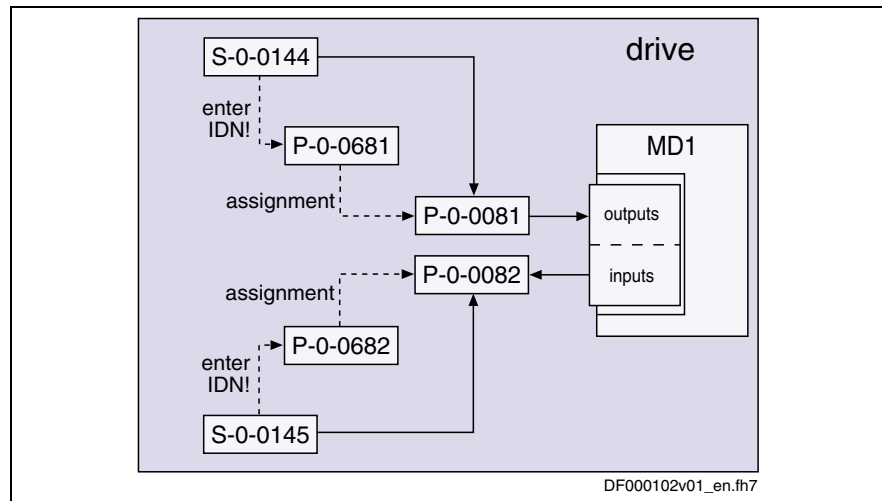 drive
S-0-0144
enter
IDN!
P-0-0681
MD1
assignment
P-0-0081
outputs
P-0-0082
inputs
assignment
P-0-0682
enter
IDN!
S-0-0145
DF000102v01_en.fh7